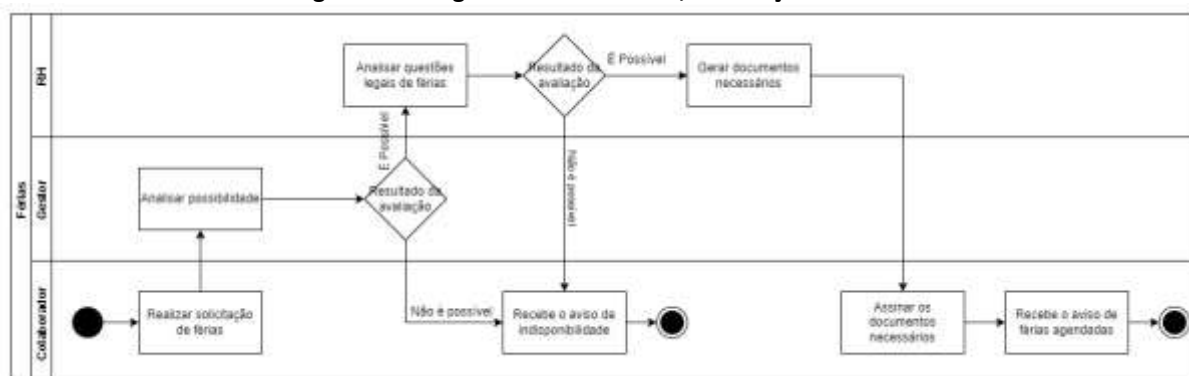 Férias
RH
Gestor
Colaborador
Analisar questões
legais de férias
Resultado da
avaliação
É Possível
Gerar documentos
necessários
É Possível
Não é possível
Analisar possibilidade
Resultado da
avaliação
Realizar solicitação
de férias
Não é possível
Recebe o aviso de
indisponibilidade
Assinar os
documentos
necessários
Recebe o aviso de
férias agendadas